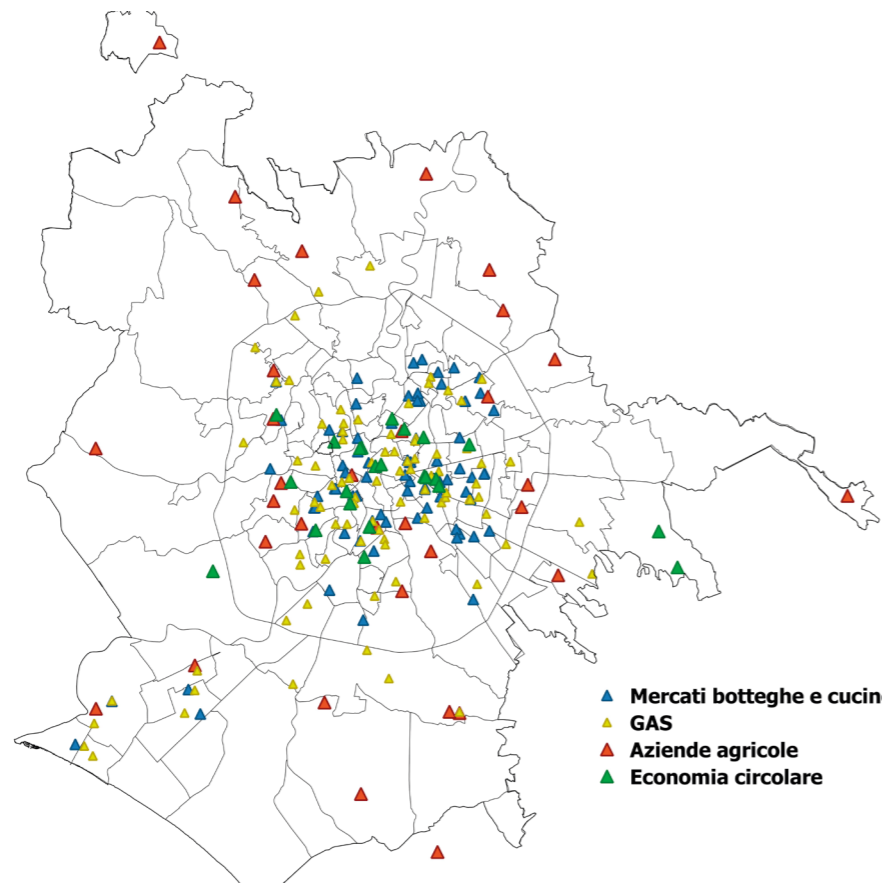 Mercati botteghe e cucin
GAS
Aziende agricole
Economia circolare